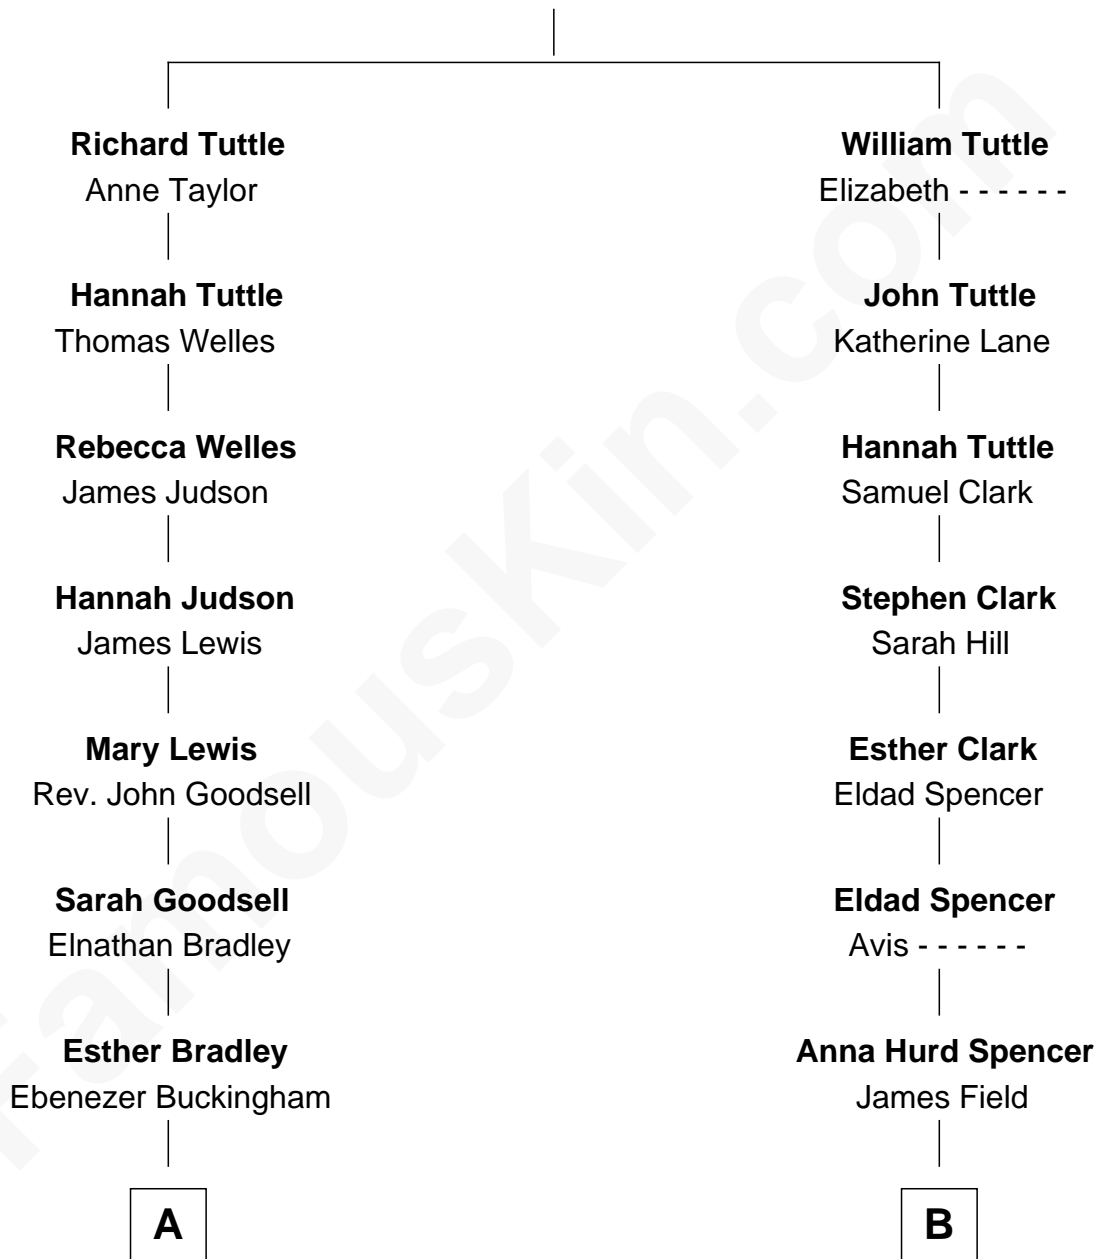 Richard Tuttle
Anne Taylor
Hannah Tuttle
Thomas Welles
Rebecca Welles
James Judson
Hannah Judson
James Lewis
Mary Lewis
Rev. John Goodsell
Sarah Goodsell
Elnathan Bradley
Esther Bradley
Ebenezer Buckingham
A
William Tuttle
Elizabeth - - - - - -
John Tuttle
Katherine Lane
Hannah Tuttle
Samuel Clark
Stephen Clark
Sarah Hill
Esther Clark
Eldad Spencer
Eldad Spencer
Avis - - - - - -
Anna Hurd Spencer
James Field
B
FamousKin.com